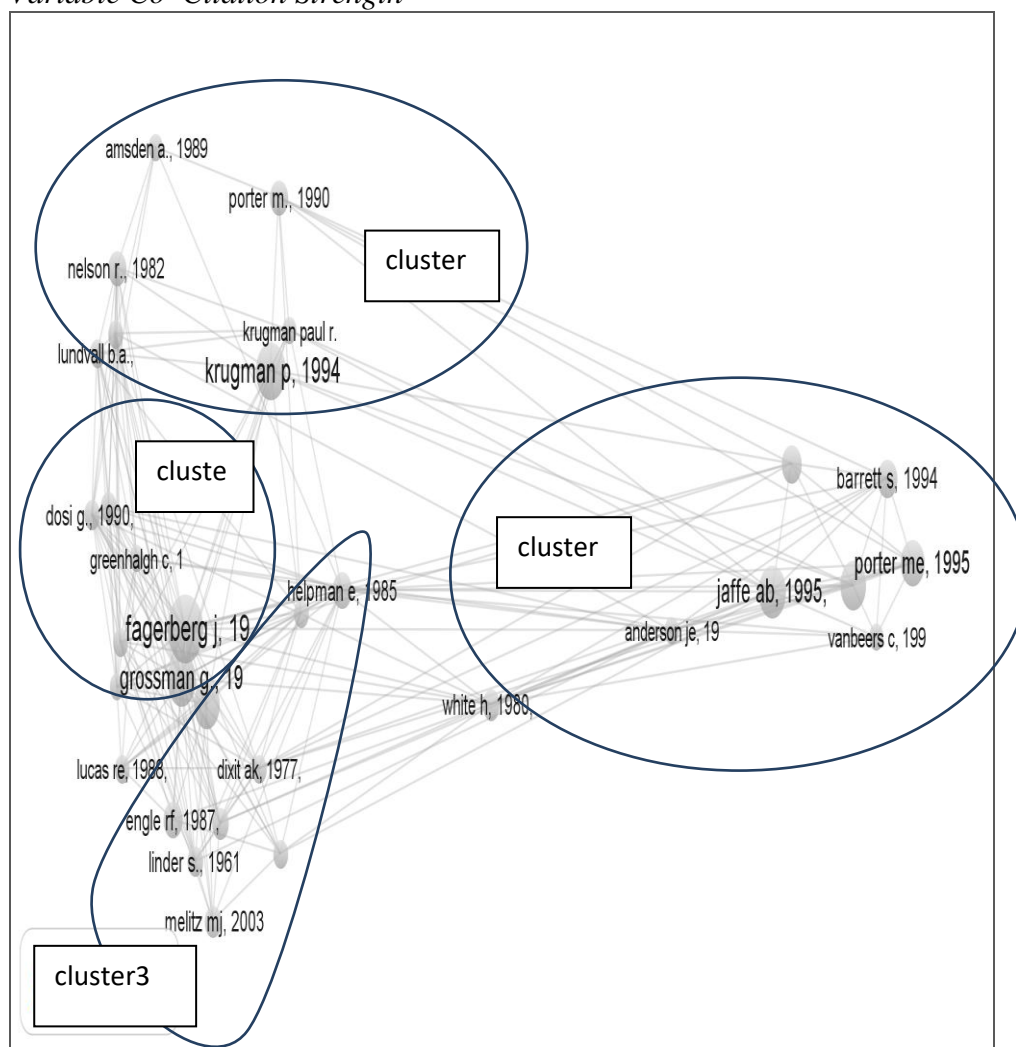 Variable Co- Citation Strength
amsden a., 1989
porter m., 1990
cluster
nelson r., 1982
krugman paul r.
lundvall b.a.,
krugman p, 1994
cluste
barrett s, 1994
dosi g., 1990,
cluster
greenhalgh c, 1
porter me, 1995
helpman e, 1985
jaffe ab, 1995,
fagerberg j, 19
anderson je, 19
vanbeers c, 199
grossman g., 19
white h, 1980,
lucas re, 1988,
dixit ak, 1977,
engle rf, 1987,
linder s., 1961
melitz mj, 2003
cluster3